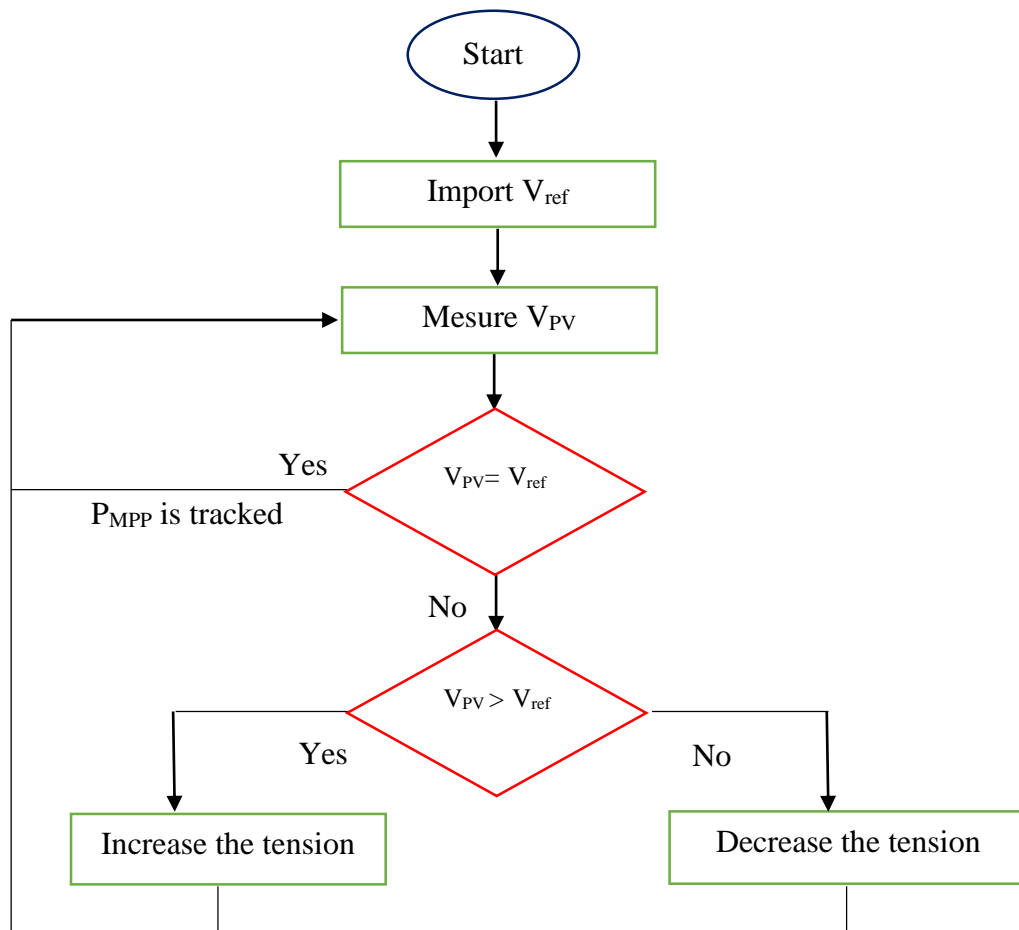 Start
Import Vref
Mesure VPV
Yes
VPV= Vref
PMPP is tracked
No
VPV > Vref
Yes
No
Increase the tension
Decrease the tension